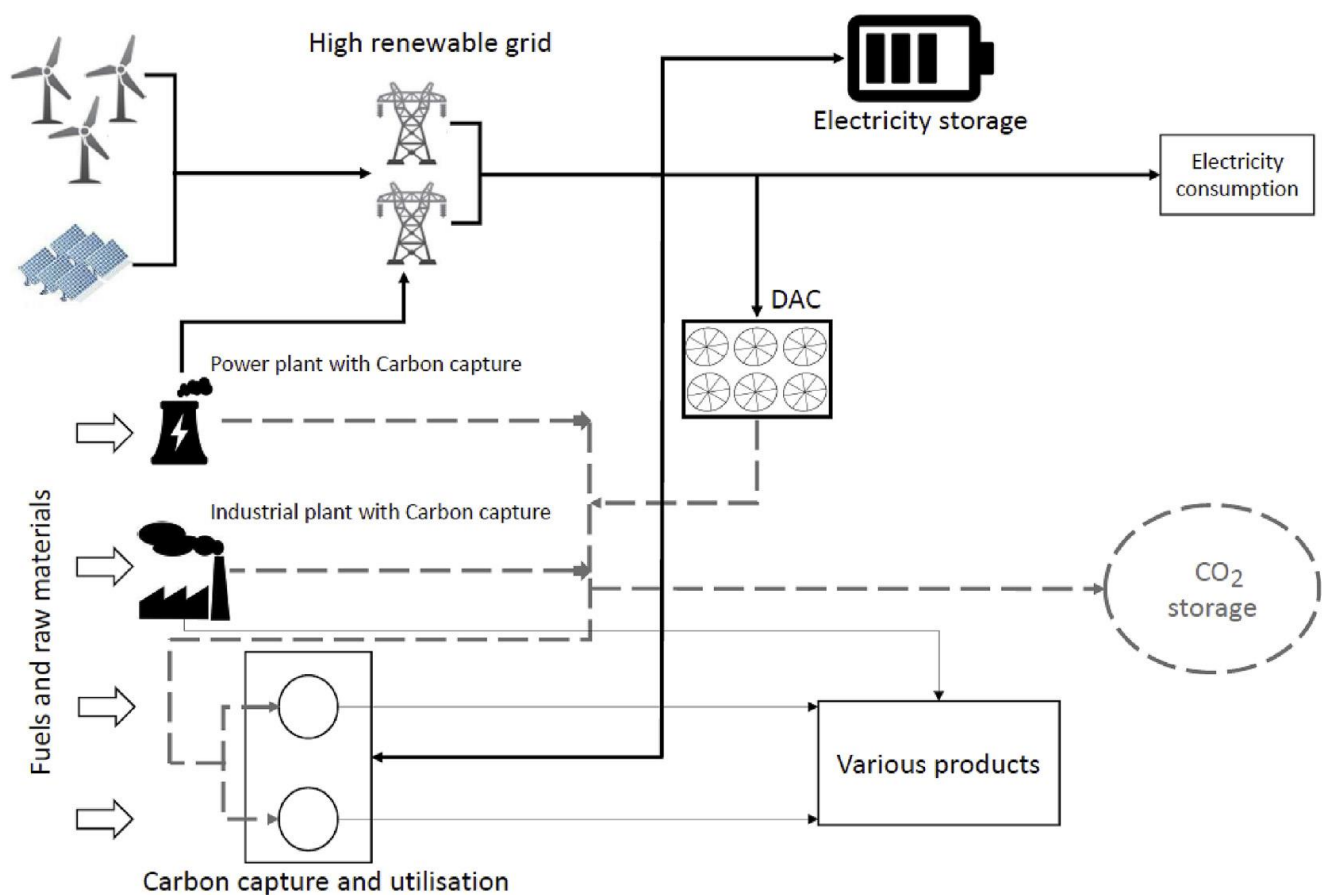 High renewable grid
Electricity storage
Electricity
consumption
DAC
Power plant with Carbon capture
Industrial plant with Carbon capture
Fuels and raw materials
CO₂
storage
Various products
Carbon capture and utilisation